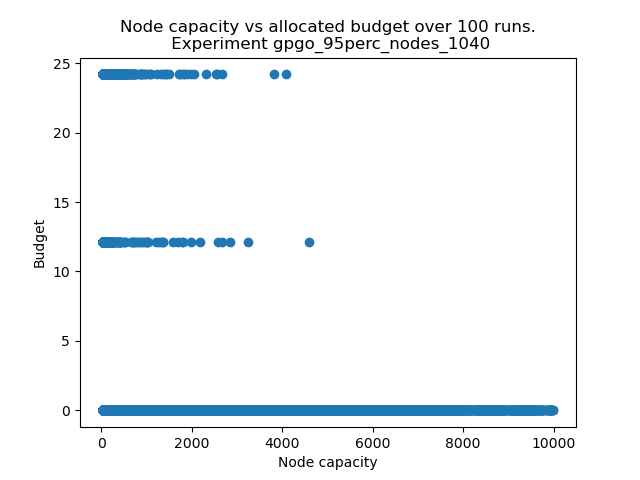 Node capacity vs allocated budget over 100 runs.
Experiment gpgo_95perc_nodes_1040
25
20
15
10
5
0
Budget
0 2000 4000 6000 8000 10000
Node capacity